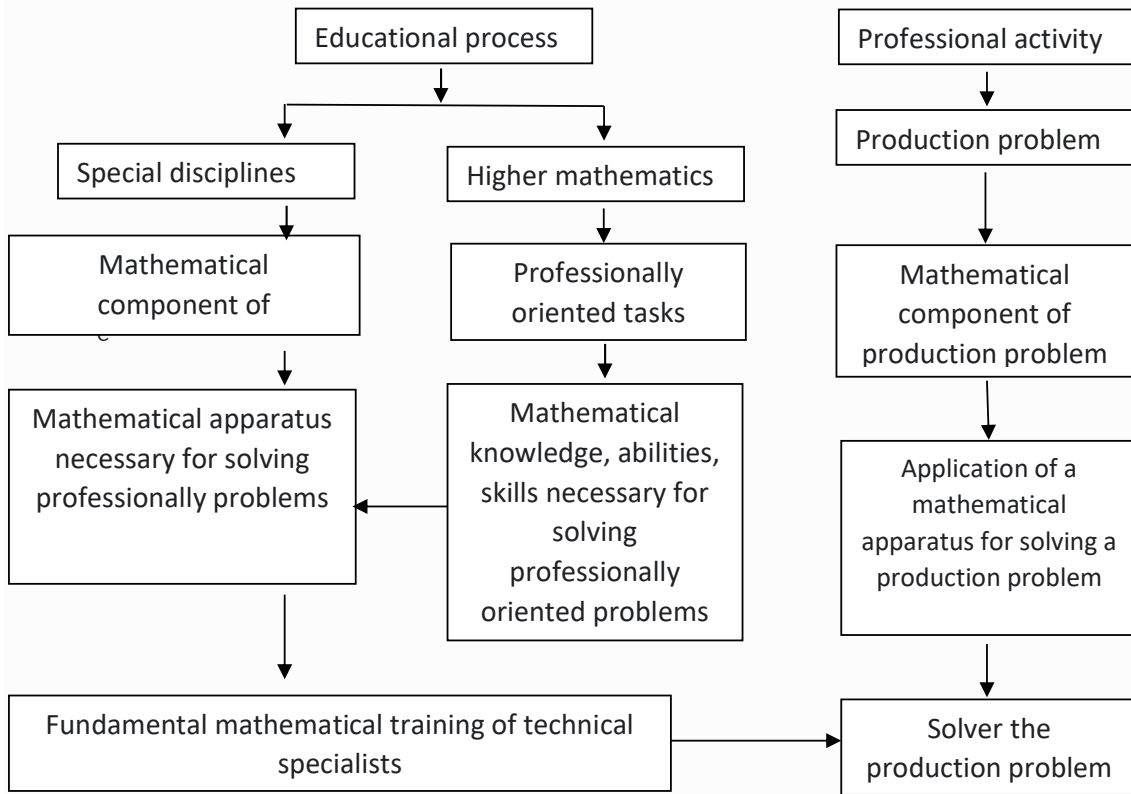 Educational process
Professional activity
Special disciplines
Higher mathematics
Production problem
Mathematical
component of
Professionally
oriented tasks
Mathematical
component of
production problem
Mathematical apparatus
necessary for solving
professionally problems
Mathematical
knowledge, abilities,
skills necessary for
solving
professionally
oriented problems
Application of a
mathematical
apparatus for solving a
production problem
Fundamental mathematical training of technical
specialists
Solver the
production problem